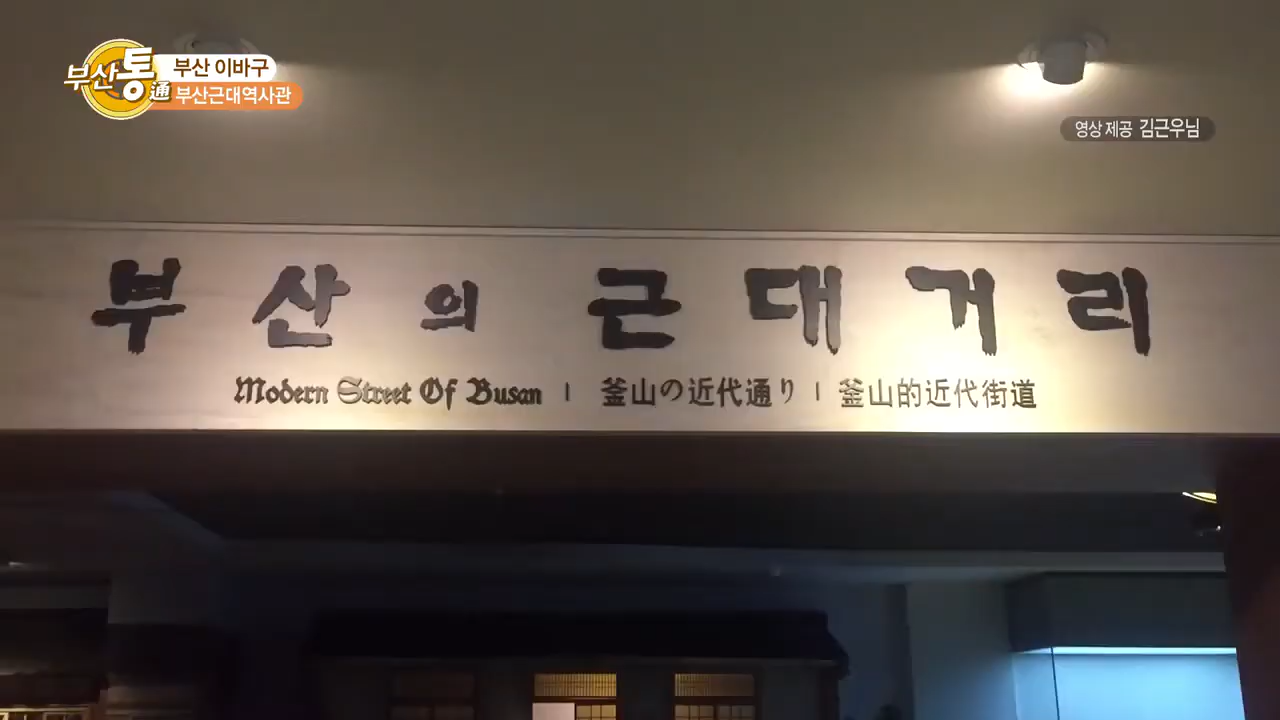 부산통通
부산 이바구
부산근대역사관
영상 제공 김근우님
부산의 근대거리
Modern Street Of Busan | 釜山の近代通り | 釜山的近代街道